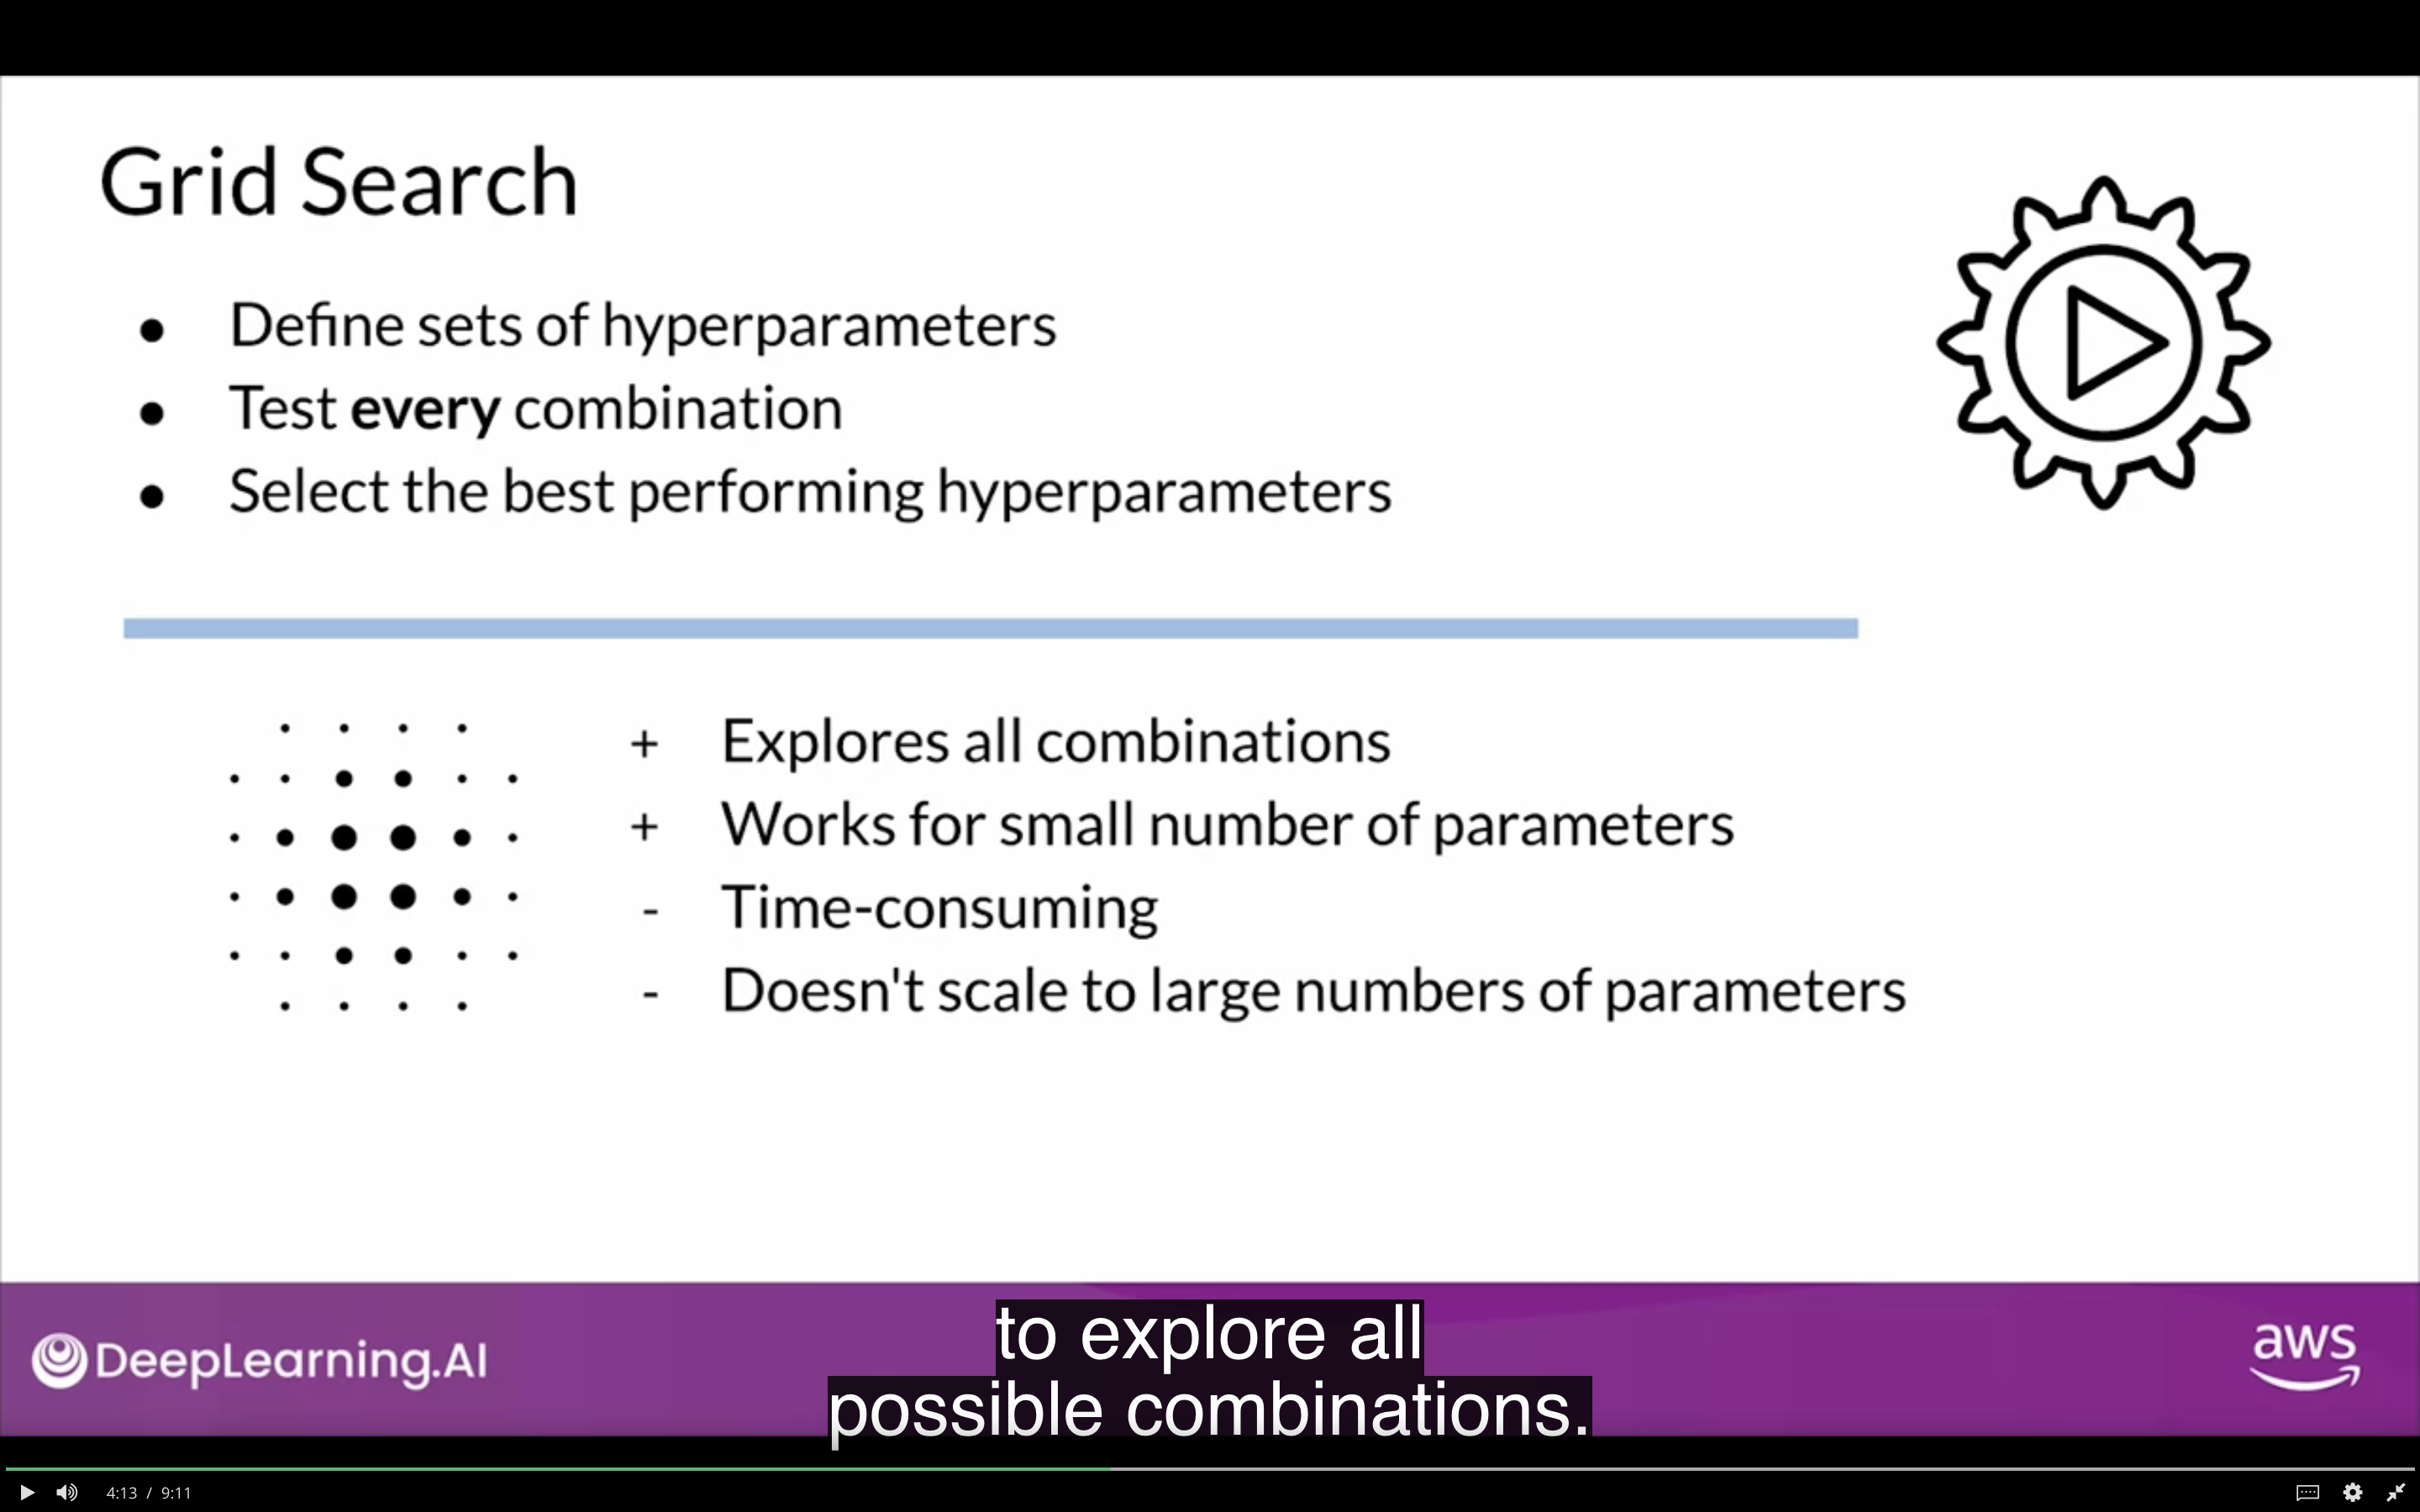 Grid Search
● Define sets of hyperparameters
● Test every combination
● Select the best performing hyperparameters
+ Explores all combinations
+ Works for small number of parameters
- Time-consuming
- Doesn't scale to large numbers of parameters
DeepLearning.AI
aws
to explore all
possible combinations.
4:13 / 9:11